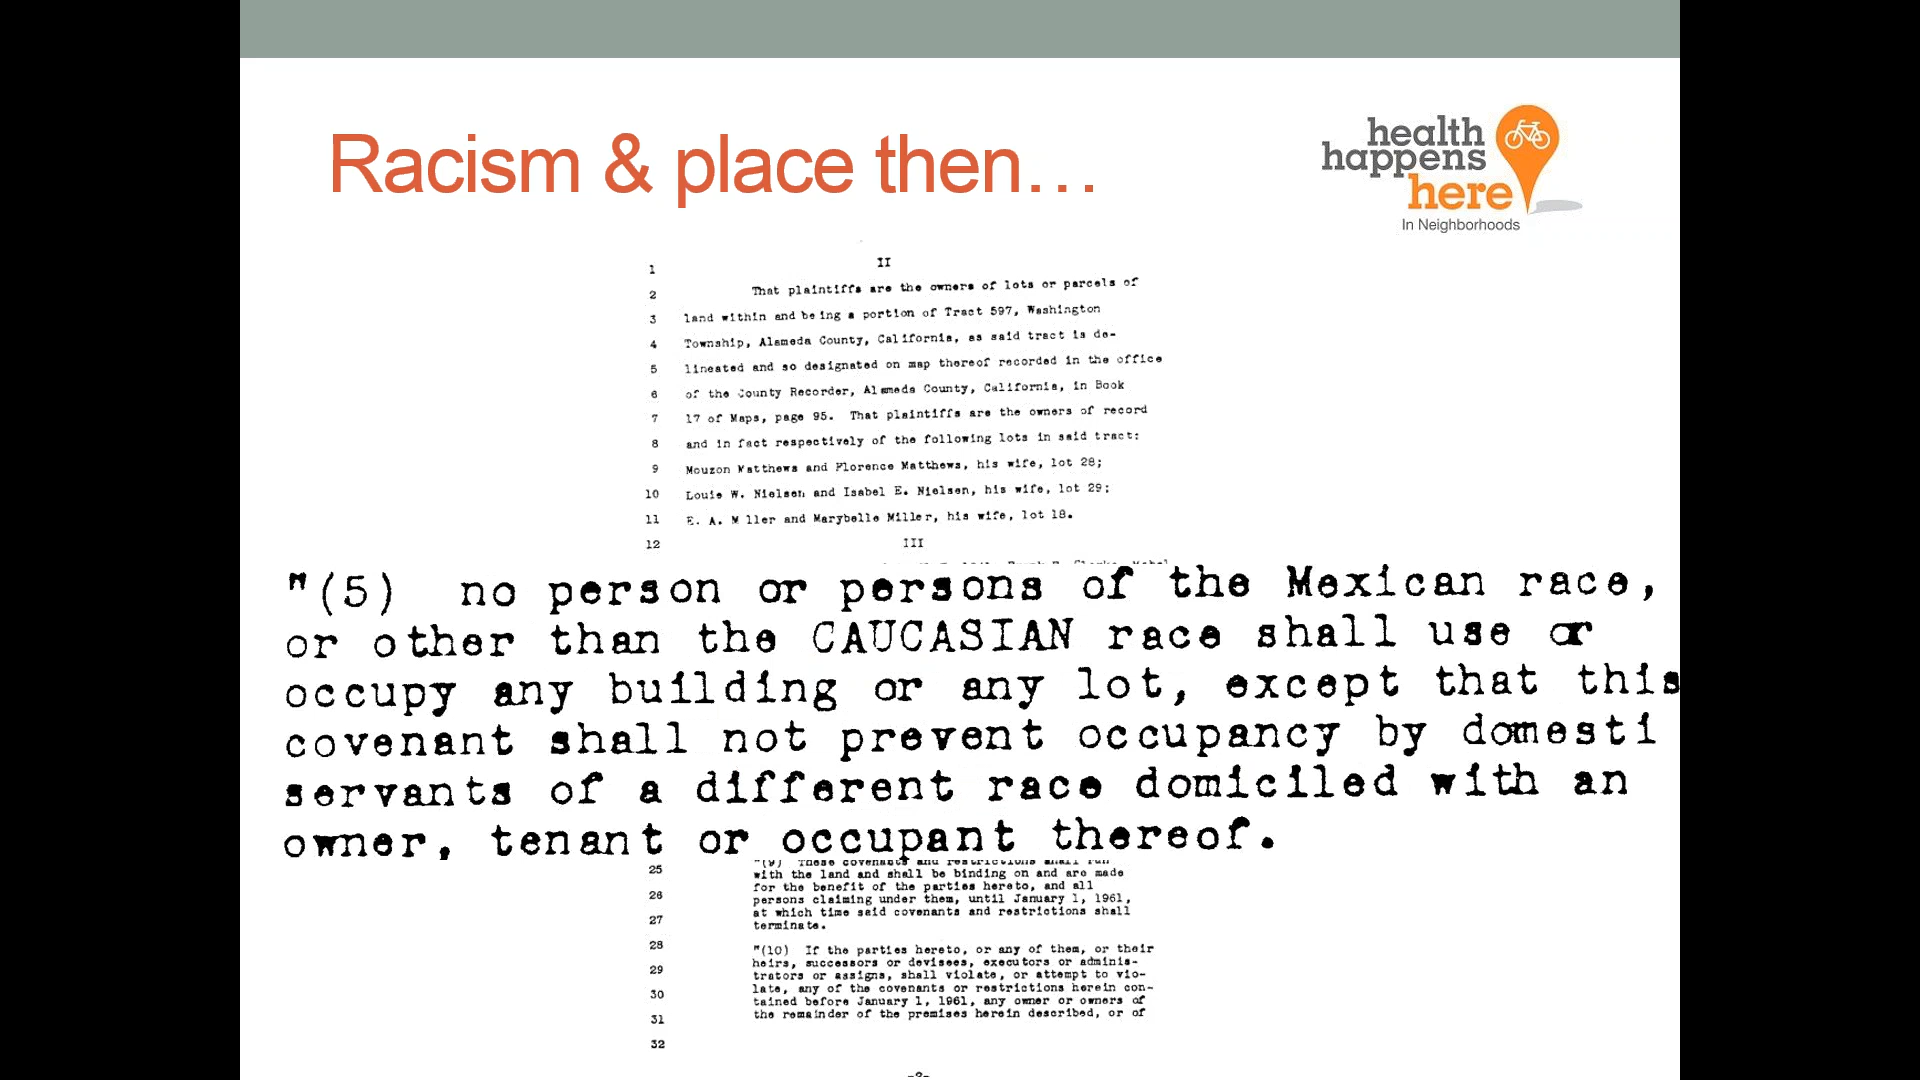 Racism & place then…
health
happens
here
In Neighborhoods
1 II
2 That plaintiffs are the owners of lots or parcels of
3 land within and being a portion of Tract 597, Washington
4 Township, Alameda County, California, as said tract is de-
5 lineated and so designated on map thereof recorded in the office
6 of the County Recorder, Alameda County, California, in Book
7 17 of Maps, page 95. That plaintiffs are the owners of record
8 and in fact respectively of the following lots in said tract:
9 Mouzon Matthews and Florence Matthews, his wife, lot 28;
10 Louis W. Nielsen and Isabel E. Nielsen, his wife, lot 29;
11 E. A. M ller and Marybelle Miller, his wife, lot 18.
12 III
"(5) no person or persons of the Mexican race,
or other than the CAUCASIAN race shall use or
occupy any building or any lot, except that this
covenant shall not prevent occupancy by domesti
servants of a different race domiciled with an
owner, tenant or occupant thereof.
25 "(9) These covenants and restrictions shall run
with the land and shall be binding on and are made
26 for the benefit of the parties hereto, and all
persons claiming under them, until January 1, 1961,
27 at which time said covenants and restrictions shall
terminate.
28 "(10) If the parties hereto, or any of them, or their
29 heirs, successors or devisees, executors or adminis-
trators or assigns, shall violate, or attempt to vio-
30 late, any of the covenants or restrictions herein con-
tained before January 1, 1961, any owner or owners of
31 the remainder of the premises herein described, or of
32